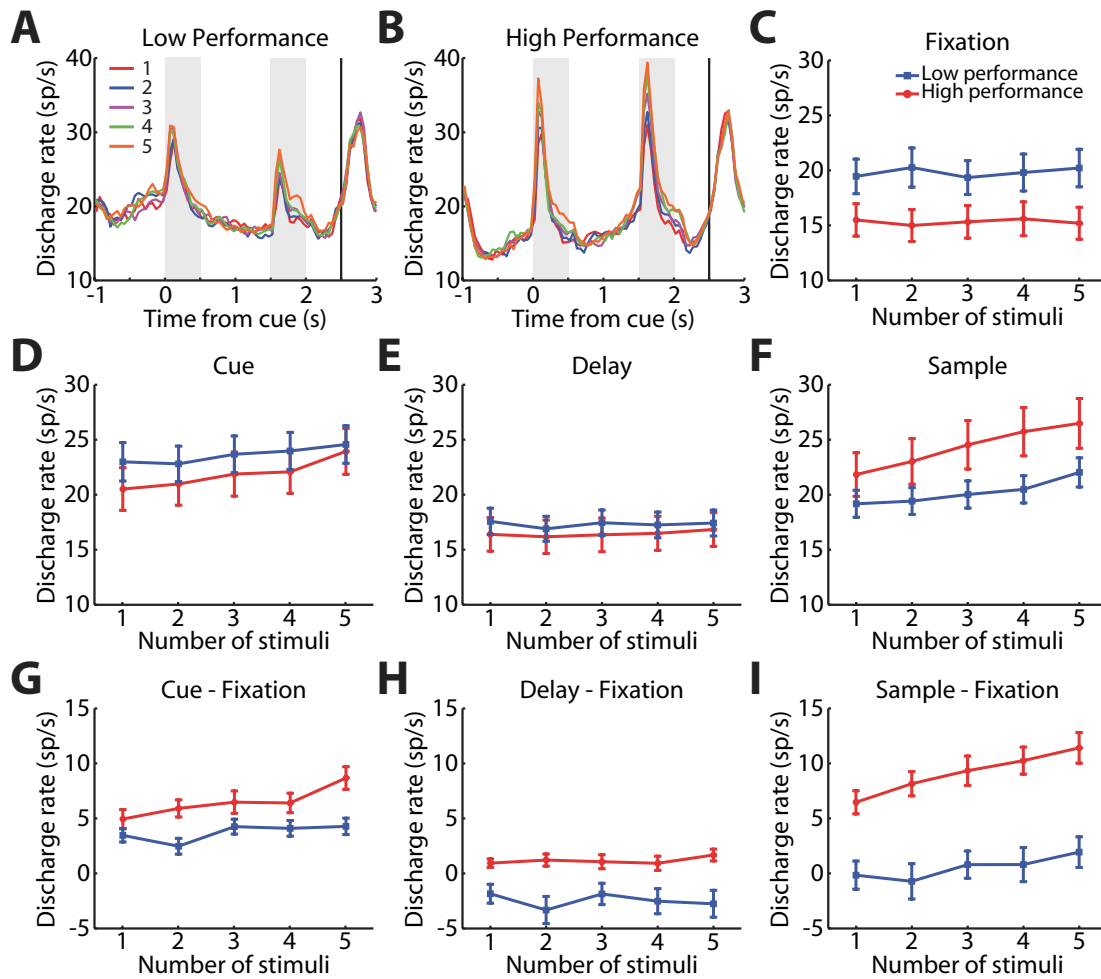 A
Low Performance
Discharge rate (sp/s)
40
30
20
10
1
2
3
4
5
-1 0 1 2 3
Time from cue (s)
B
High Performance
Discharge rate (sp/s)
40
30
20
10
-1 0 1 2 3
Time from cue (s)
C
Fixation
Discharge rate (sp/s)
30
25
20
15
10
Low performance
High performance
1 2 3 4 5
Number of stimuli
D
Cue
Discharge rate (sp/s)
30
25
20
15
10
1 2 3 4 5
Number of stimuli
E
Delay
Discharge rate (sp/s)
30
25
20
15
10
1 2 3 4 5
Number of stimuli
F
Sample
Discharge rate (sp/s)
30
25
20
15
10
1 2 3 4 5
Number of stimuli
G
Cue - Fixation
Discharge rate (sp/s)
15
10
5
0
-5
1 2 3 4 5
Number of stimuli
H
Delay - Fixation
Discharge rate (sp/s)
15
10
5
0
-5
1 2 3 4 5
Number of stimuli
I
Sample - Fixation
Discharge rate (sp/s)
15
10
5
0
-5
1 2 3 4 5
Number of stimuli